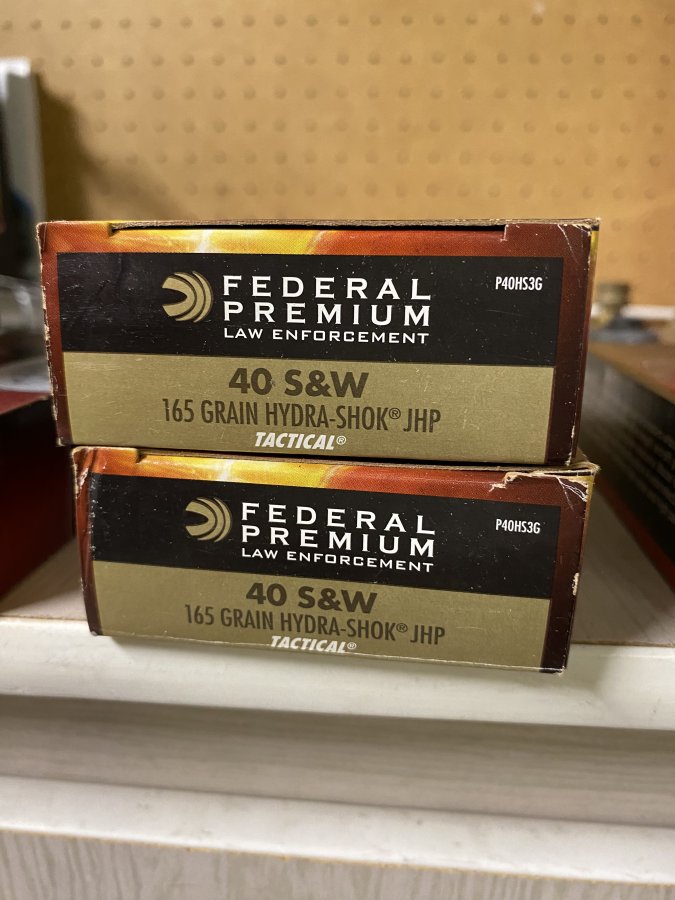 FEDERAL
PREMIUM
LAW ENFORCEMENT
P40HS3G
40 S&W
165 GRAIN HYDRA-SHOK® JHP
TACTICAL®
FEDERAL
PREMIUM
LAW ENFORCEMENT
P40HS3G
40 S&W
165 GRAIN HYDRA-SHOK® JHP
TACTICAL®